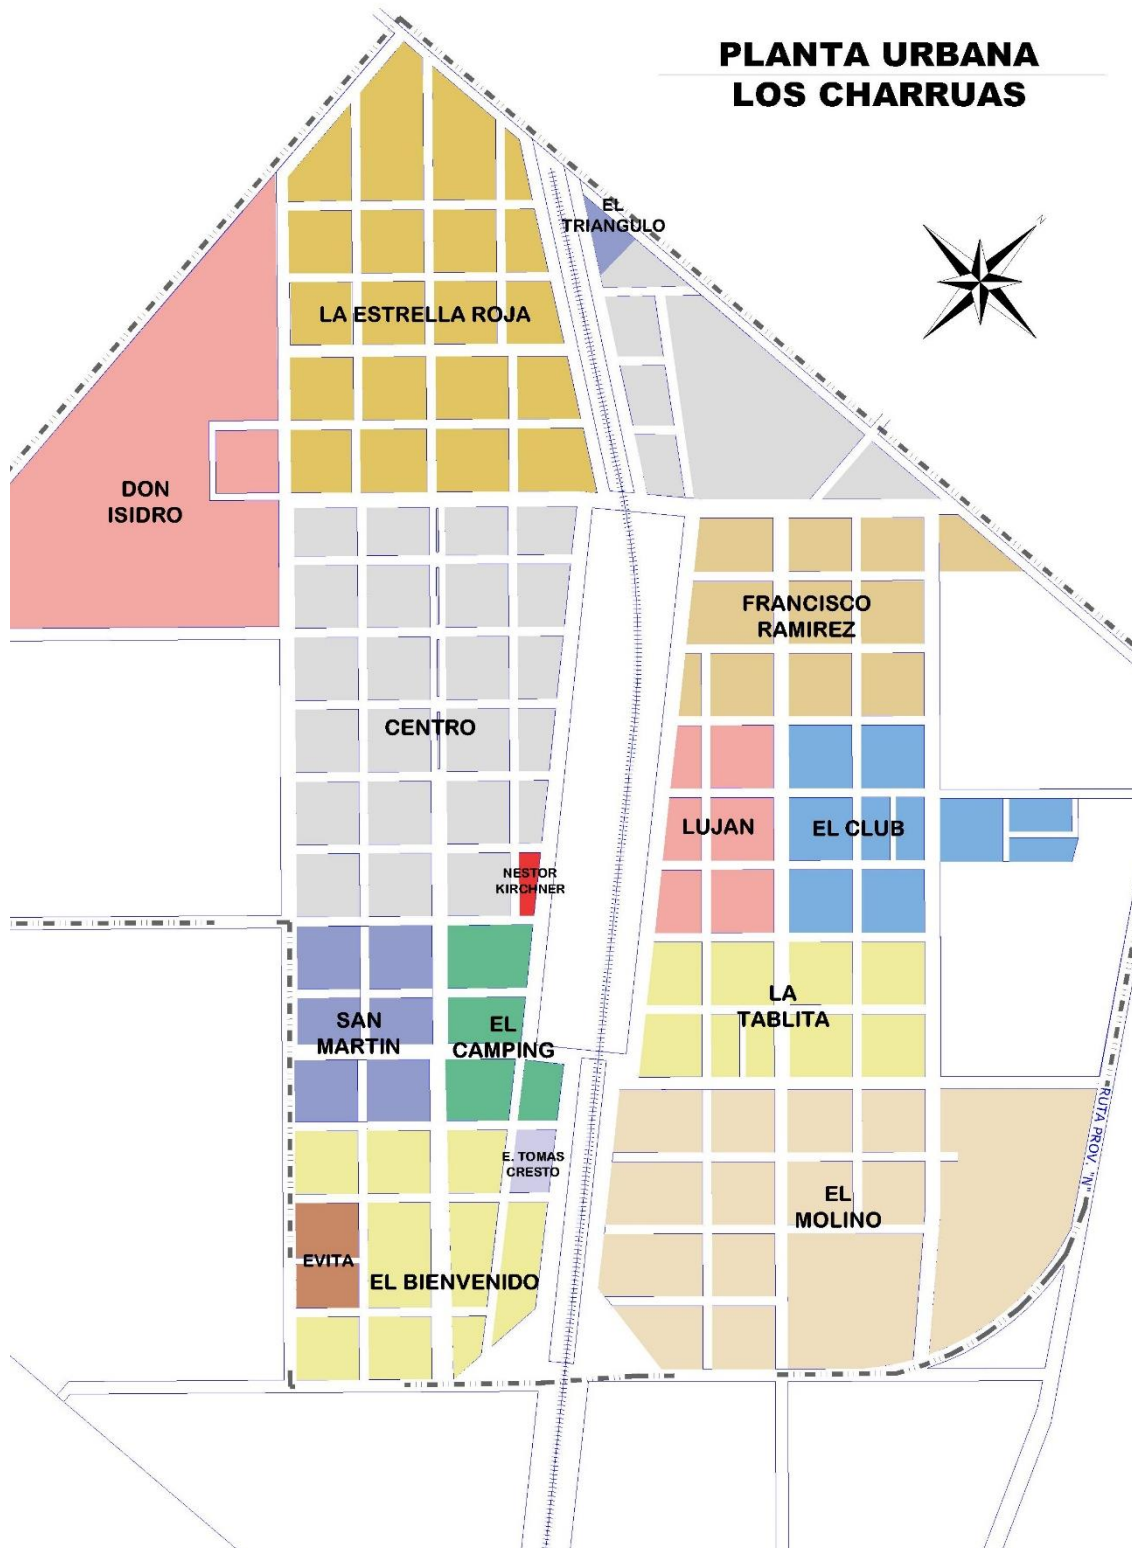 PLANTA URBANA
LOS CHARRUAS
N
EL
TRIANGULO
LA ESTRELLA ROJA
DON
ISIDRO
FRANCISCO
RAMIREZ
CENTRO
LUJAN
EL CLUB
NESTOR
KIRCHNER
LA
TABLITA
SAN
MARTIN
EL
CAMPING
RUTA PROV. "N"
E. TOMAS
CRESTO
EL
MOLINO
EVITA
EL BIENVENIDO